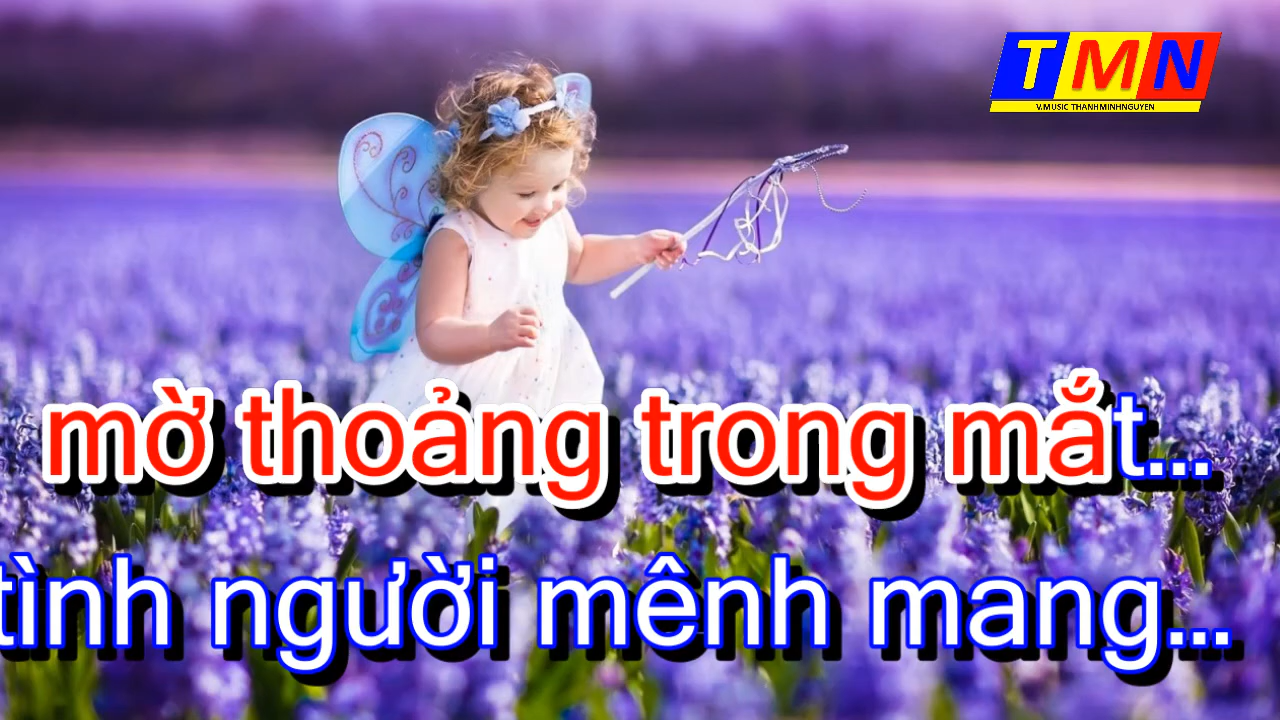 TMN
V.MUSIC THANHMINHNGUYEN
mờ thoảng trong mắt...
tình người mênh mang...